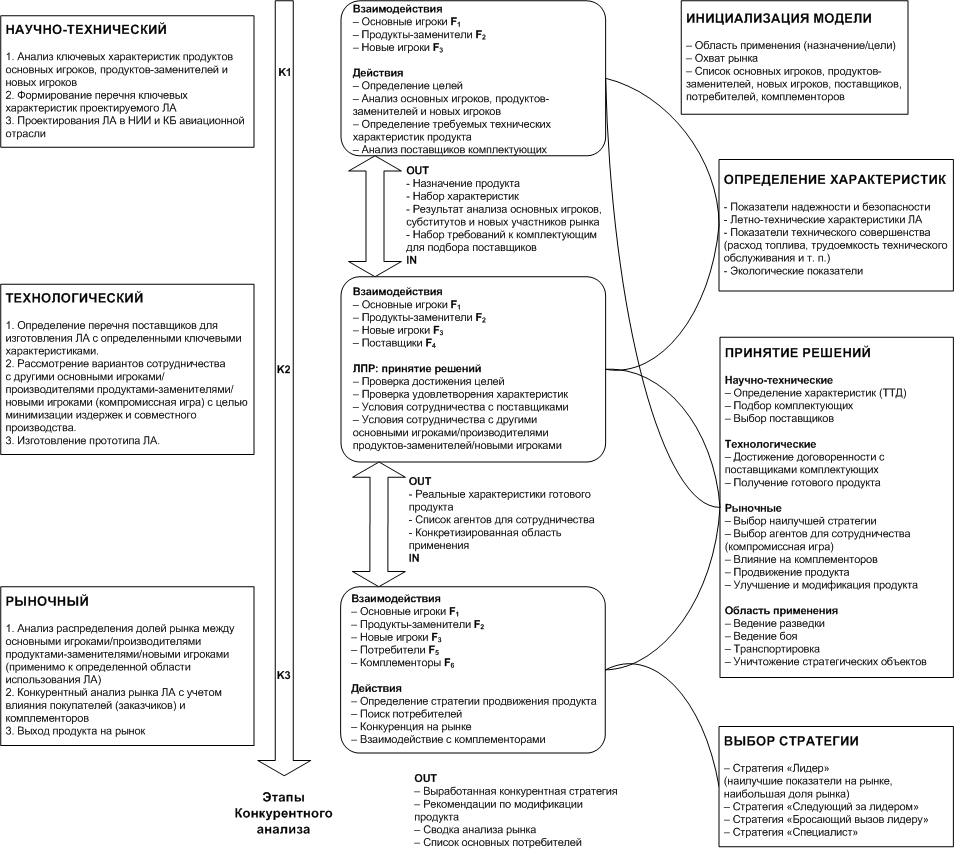 НАУЧНО-ТЕХНИЧЕСКИЙ
1. Анализ ключевых характеристик продуктов
основных игроков, продуктов-заменителей и
новых игроков
2. Формирование перечня ключевых
характеристик проектируемого ЛА
3. Проектирования ЛА в НИИ и КБ авиационной
отрасли
ТЕХНОЛОГИЧЕСКИЙ
1. Определение перечня поставщиков для
изготовления ЛА с определенными ключевыми
характеристиками.
2. Рассмотрение вариантов сотрудничества
с другими основными игроками/
производителями продуктами-заменителями/
новыми игроками (компромиссная игра) с целью
минимизации издержек и совместного
производства.
3. Изготовление прототипа ЛА.
РЫНОЧНЫЙ
1. Анализ распределения долей рынка между
основными игроками/производителями
продуктами-заменителями/новыми игроками
(применимо к определенной области
использования ЛА)
2. Конкурентный анализ рынка ЛА с учетом
влияния покупателей (заказчиков) и
комплементоров
3. Выход продукта на рынок
K1
K2
K3
Этапы
Конкурентного
анализа
Взаимодействия
– Основные игроки F1
– Продукты-заменители F2
– Новые игроки F3
Действия
– Определение целей
– Анализ основных игроков, продуктов-
заменителей и новых игроков
– Определение требуемых технических
характеристик продукта
– Анализ поставщиков комплектующих
OUT
- Назначение продукта
- Набор характеристик
- Результат анализа основных игроков,
субститутов и новых участников рынка
- Набор требований к комплектующим
для подбора поставщиков
IN
Взаимодействия
– Основные игроки F1
– Продукты-заменители F2
– Новые игроки F3
– Поставщики F4
ЛПР: принятие решений
– Проверка достижения целей
– Проверка удовлетворения характеристик
– Условия сотрудничества с поставщиками
– Условия сотрудничества с другими
основными игроками/производителями
продуктов-заменителей/новыми игроками
OUT
- Реальные характеристики готового
продукта
- Список агентов для сотрудничества
- Конкретизированная область
применения
IN
Взаимодействия
– Основные игроки F1
– Продукты-заменители F2
– Новые игроки F3
– Потребители F5
– Комплементоры F6
Действия
– Определение стратегии продвижения продукта
– Поиск потребителей
– Конкуренция на рынке
– Взаимодействие с комплементорами
OUT
– Выработанная конкурентная стратегия
– Рекомендации по модификации
продукта
– Сводка анализа рынка
– Список основных потребителей
ИНИЦИАЛИЗАЦИЯ МОДЕЛИ
– Область применения (назначение/цели)
– Охват рынка
– Список основных игроков, продуктов-
заменителей, новых игроков, поставщиков,
потребителей, комплементоров
ОПРЕДЕЛЕНИЕ ХАРАКТЕРИСТИК
- Показатели надежности и безопасности
- Летно-технические характеристики ЛА
- Показатели технического совершенства
(расход топлива, трудоемкость технического
обслуживания и т. п.)
- Экологические показатели
ПРИНЯТИЕ РЕШЕНИЙ
Научно-технические
– Определение характеристик (ТТД)
– Подбор комплектующих
– Выбор поставщиков
Технологические
– Достижение договоренности с
поставщиками комплектующих
– Получение готового продукта
Рыночные
– Выбор наилучшей стратегии
– Выбор агентов для сотрудничества
(компромиссная игра)
– Влияние на комплементоров
– Продвижение продукта
– Улучшение и модификация продукта
Область применения
– Ведение разведки
– Ведение боя
– Транспортировка
– Уничтожение стратегических объектов
ВЫБОР СТРАТЕГИИ
– Стратегия «Лидер»
(наилучшие показатели на рынке,
наибольшая доля рынка)
– Стратегия «Следующий за лидером»
– Стратегия «Бросающий вызов лидеру»
– Стратегия «Специалист»